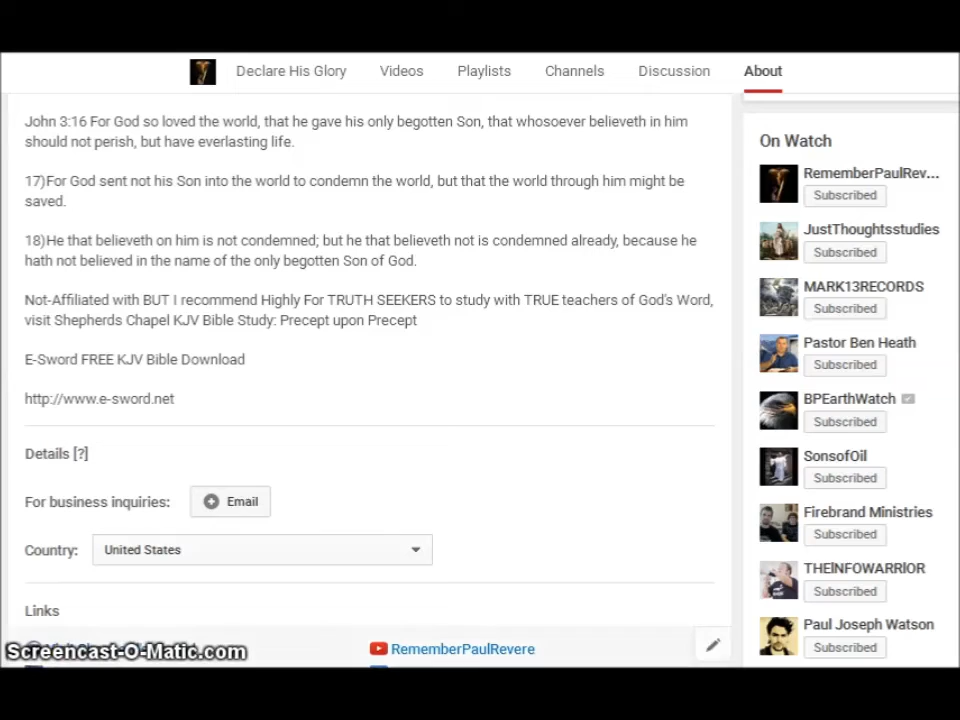 Declare His Glory Videos Playlists Channels Discussion About
John 3:16 For God so loved the world, that he gave his only begotten Son, that whosoever believeth in him
should not perish, but have everlasting life.
17)For God sent not his Son into the world to condemn the world, but that the world through him might be
saved.
18)He that believeth on him is not condemned; but he that believeth not is condemned already, because he
hath not believed in the name of the only begotten Son of God.
Not-Affiliated with BUT I recommend Highly For TRUTH SEEKERS to study with TRUE teachers of God's Word,
visit Shepherds Chapel KJV Bible Study: Precept upon Precept
E-Sword FREE KJV Bible Download
http://www.e-sword.net
Details [?]
For business inquiries: Email
Country: United States
Links
RememberPaulRevere
Screencast-O-Matic.com
On Watch
RememberPaulRev...
Subscribed
JustThoughtsstudies
Subscribed
MARK13RECORDS
Subscribed
Pastor Ben Heath
Subscribed
BPEarthWatch
Subscribed
SonsofOil
Subscribed
Firebrand Ministries
Subscribed
THEINFOWARRIOR
Subscribed
Paul Joseph Watson
Subscribed